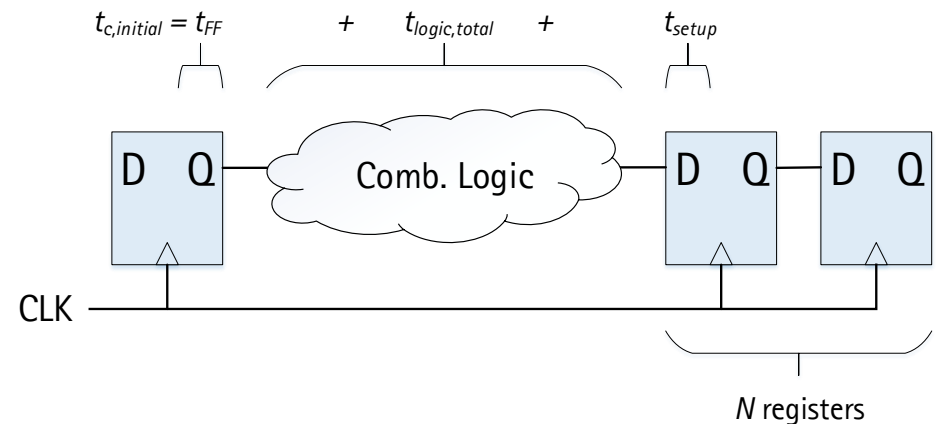 t_c,initial = t_FF + t_logic,total + t_setup
D Q Comb. Logic D Q D Q
CLK
N registers